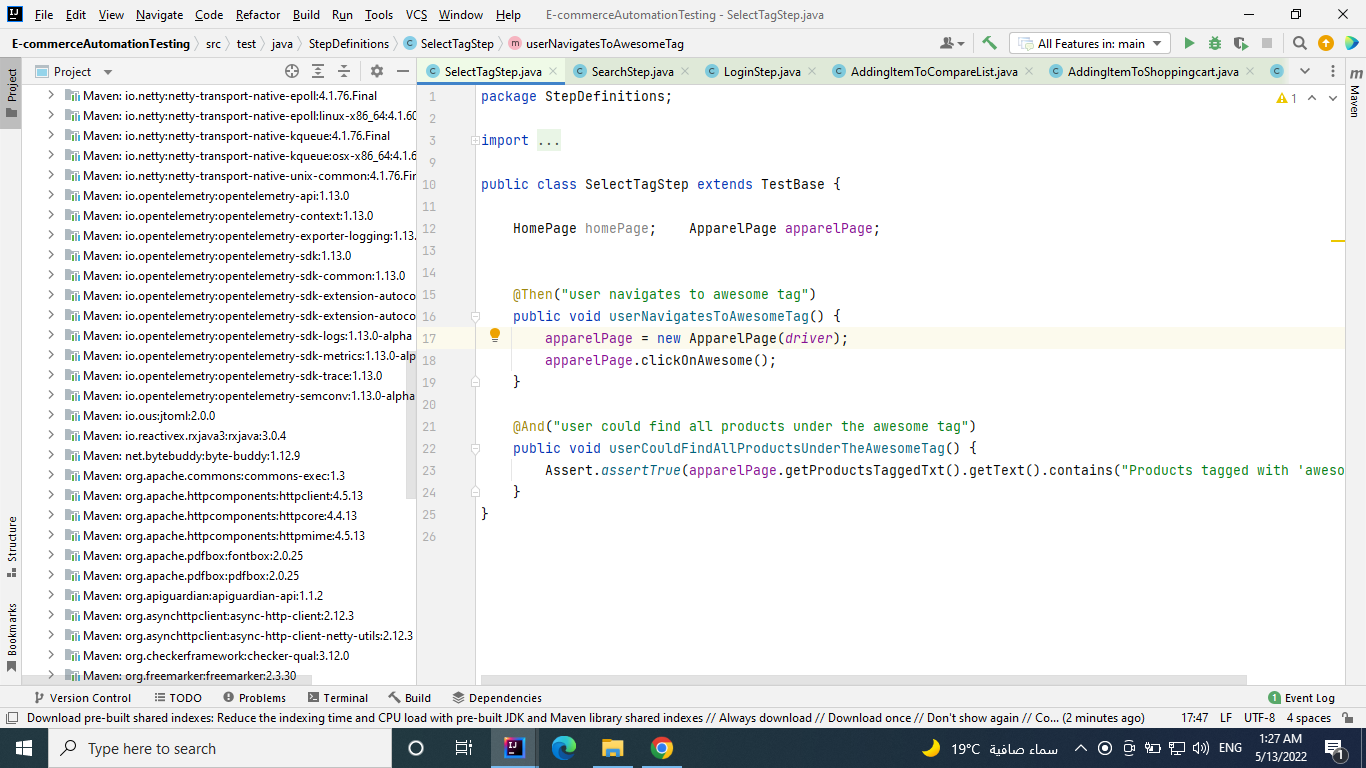 File Edit View Navigate Code Refactor Build Run Tools VCS Window Help E-commerceAutomationTesting - SelectTagStep.java
E-commerceAutomationTesting src test java StepDefinitions SelectTagStep userNavigatesToAwesomeTag All Features in: main
Project
Project
SelectTagStep.java SearchStep.java LoginStep.java AddingItemToCompareList.java AddingItemToShoppingcart.java
Maven
Maven: io.netty:netty-transport-native-epoll:4.1.76.Final
Maven: io.netty:netty-transport-native-epoll:linux-x86_64:4.1.60
Maven: io.netty:netty-transport-native-kqueue:4.1.76.Final
Maven: io.netty:netty-transport-native-kqueue:osx-x86_64:4.1.6
Maven: io.netty:netty-transport-native-unix-common:4.1.76.Fir
Maven: io.opentelemetry:opentelemetry-api:1.13.0
Maven: io.opentelemetry:opentelemetry-context:1.13.0
Maven: io.opentelemetry:opentelemetry-exporter-logging:1.13.
Maven: io.opentelemetry:opentelemetry-sdk:1.13.0
Maven: io.opentelemetry:opentelemetry-sdk-common:1.13.0
Maven: io.opentelemetry:opentelemetry-sdk-extension-autoco
Maven: io.opentelemetry:opentelemetry-sdk-extension-autoco
Maven: io.opentelemetry:opentelemetry-sdk-logs:1.13.0-alpha
Maven: io.opentelemetry:opentelemetry-sdk-metrics:1.13.0-alp
Maven: io.opentelemetry:opentelemetry-sdk-trace:1.13.0
Maven: io.opentelemetry:opentelemetry-semconv:1.13.0-alpha
Maven: io.ous:jtoml:2.0.0
Maven: io.reactivex.rxjava3:rxjava:3.0.4
Maven: net.bytebuddy:byte-buddy:1.12.9
Maven: org.apache.commons:commons-exec:1.3
Maven: org.apache.httpcomponents:httpclient:4.5.13
Maven: org.apache.httpcomponents:httpcore:4.4.13
Maven: org.apache.httpcomponents:httpmime:4.5.13
Maven: org.apache.pdfbox:fontbox:2.0.25
Maven: org.apache.pdfbox:pdfbox:2.0.25
Maven: org.apiguardian:apiguardian-api:1.1.2
Maven: org.asynchttpclient:async-http-client:2.12.3
Maven: org.asynchttpclient:async-http-client-netty-utils:2.12.3
Maven: org.checkerframework:checker-qual:3.12.0
Maven: org.freemarker:freemarker:2.3.30
Structure
Bookmarks
1 package StepDefinitions; 1
2
3 import ...
9
10 public class SelectTagStep extends TestBase {
11
12 HomePage homePage; ApparelPage apparelPage;
13
14
15 @Then("user navigates to awesome tag")
16 public void userNavigatesToAwesomeTag() {
17 apparelPage = new ApparelPage(driver);
18 apparelPage.clickOnAwesome();
19 }
20
21 @And("user could find all products under the awesome tag")
22 public void userCouldFindAllProductsUnderTheAwesomeTag() {
23 Assert.assertTrue(apparelPage.getProductsTaggedTxt().getText().contains("Products tagged with 'aweso
24 }
25 }
26
Version Control TODO Problems Terminal Build Dependencies 1 Event Log
Download pre-built shared indexes: Reduce the indexing time and CPU load with pre-built JDK and Maven library shared indexes // Always download // Download once // Don't show again // Co... (2 minutes ago) 17:47 LF UTF-8 4 spaces
Type here to search 19°C سماء صافية ENG 1:27 AM
5/13/2022 1